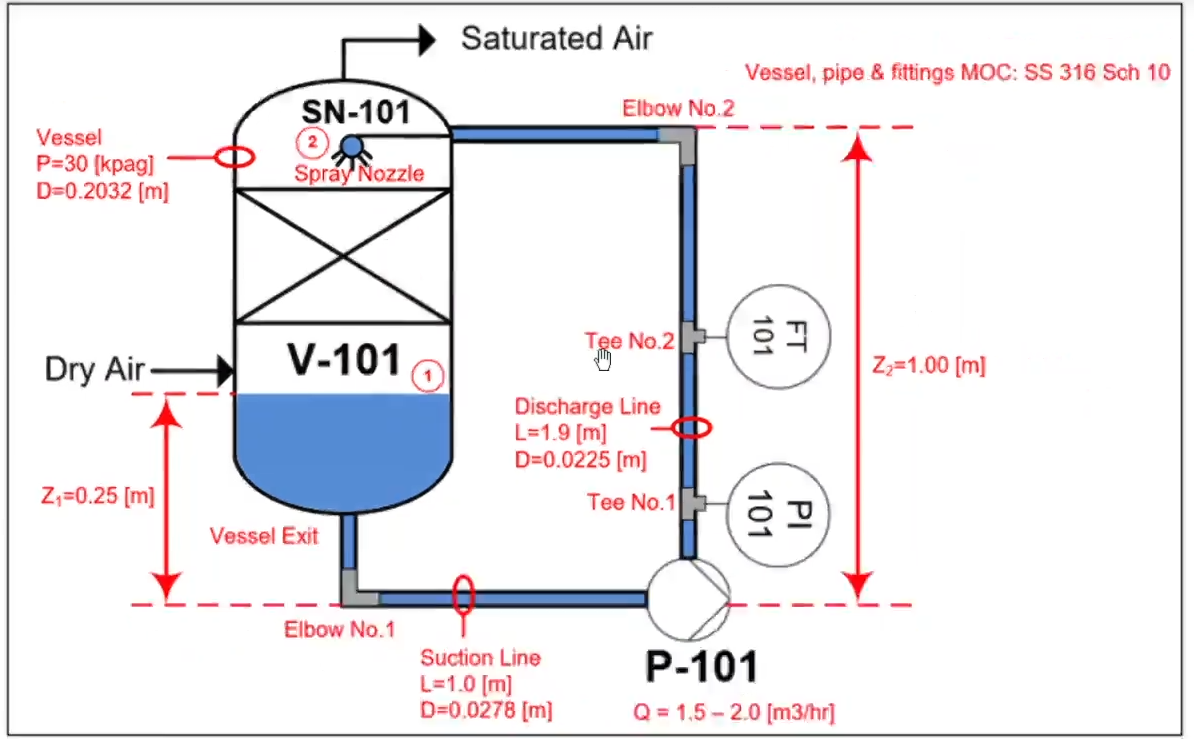 Saturated Air
Vessel, pipe & fittings MOC: SS 316 Sch 10
Elbow No.2
SN-101
2
Spray Nozzle
Vessel
P=30 [kpag]
D=0.2032 [m]
FT
101
Tee No.2
Z₂=1.00 [m]
Dry Air
V-101
1
Discharge Line
L=1.9 [m]
D=0.0225 [m]
Z₁=0.25 [m]
Tee No.1
PI
101
Vessel Exit
Elbow No.1
Suction Line
L=1.0 [m]
D=0.0278 [m]
P-101
Q = 1.5 – 2.0 [m3/hr]